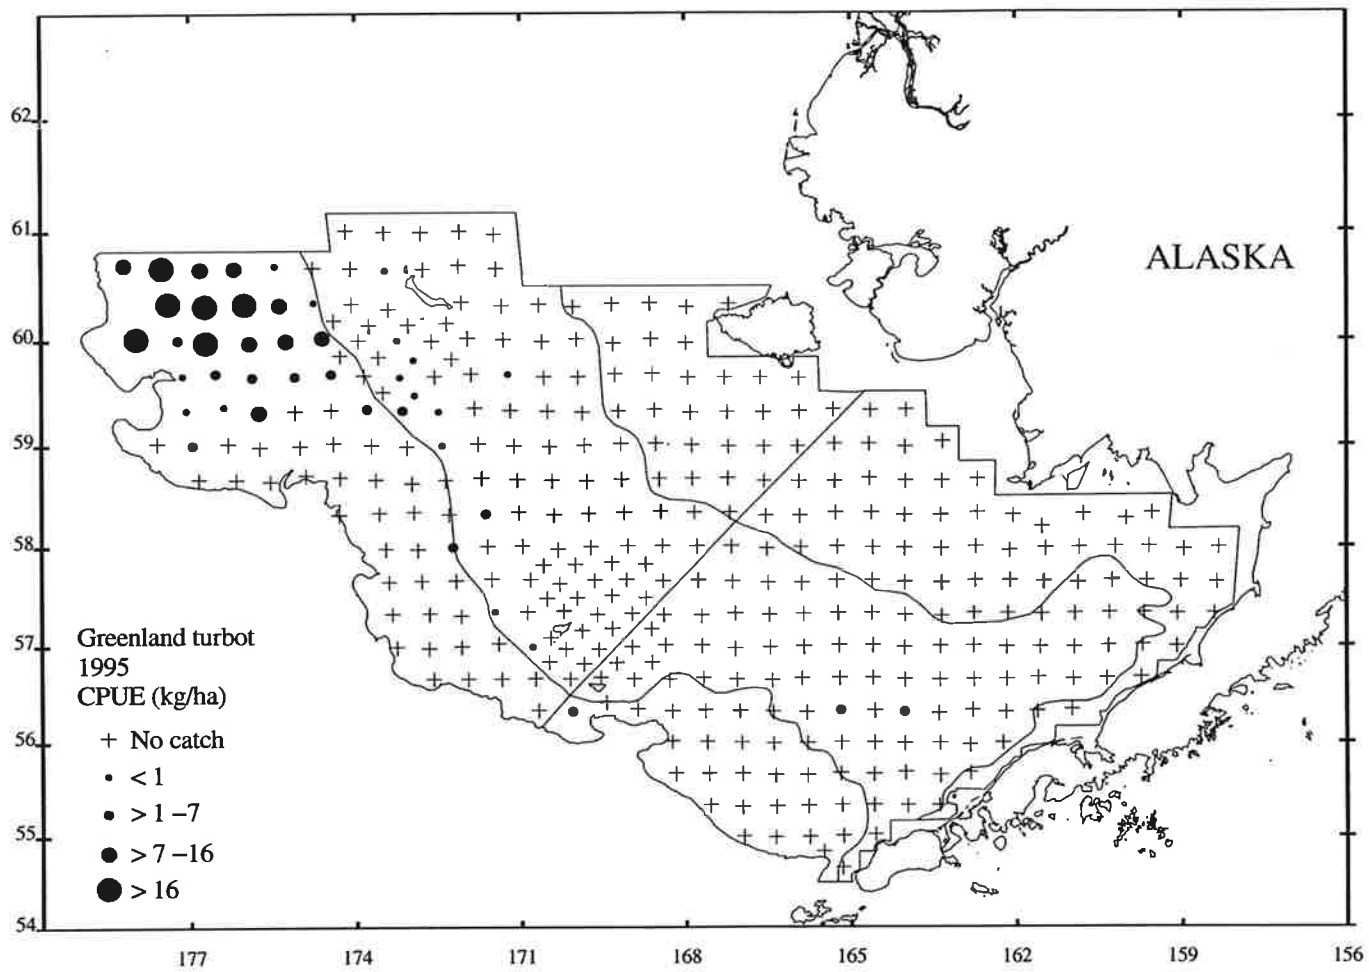 62
61
60
59
58
57
56
55
54
ALASKA
Greenland turbot
1995
CPUE (kg/ha)
+ No catch
< 1
> 1 –7
> 7 –16
> 16
177 174 171 168 165 162 159 156